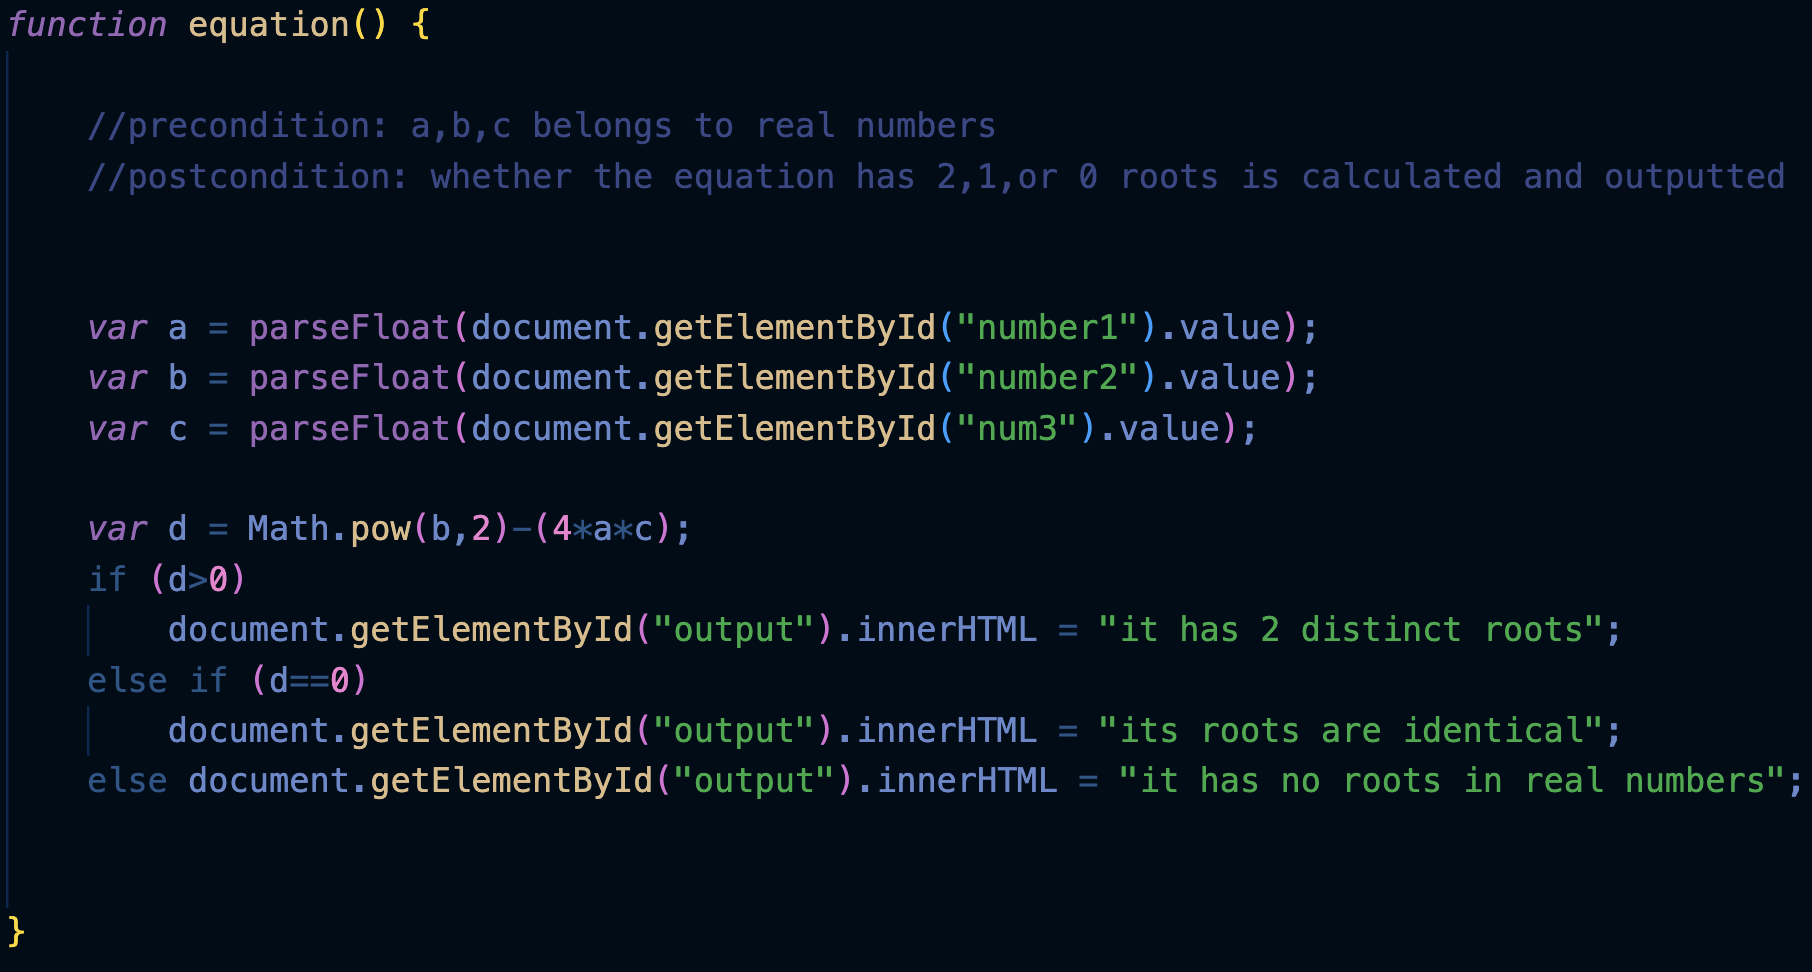 function equation() {
//precondition: a,b,c belongs to real numbers
//postcondition: whether the equation has 2,1,or 0 roots is calculated and outputted
var a = parseFloat(document.getElementById("number1").value);
var b = parseFloat(document.getElementById("number2").value);
var c = parseFloat(document.getElementById("num3").value);
var d = Math.pow(b,2)-(4*a*c);
if (d>0)
document.getElementById("output").innerHTML = "it has 2 distinct roots";
else if (d==0)
document.getElementById("output").innerHTML = "its roots are identical";
else document.getElementById("output").innerHTML = "it has no roots in real numbers";
}